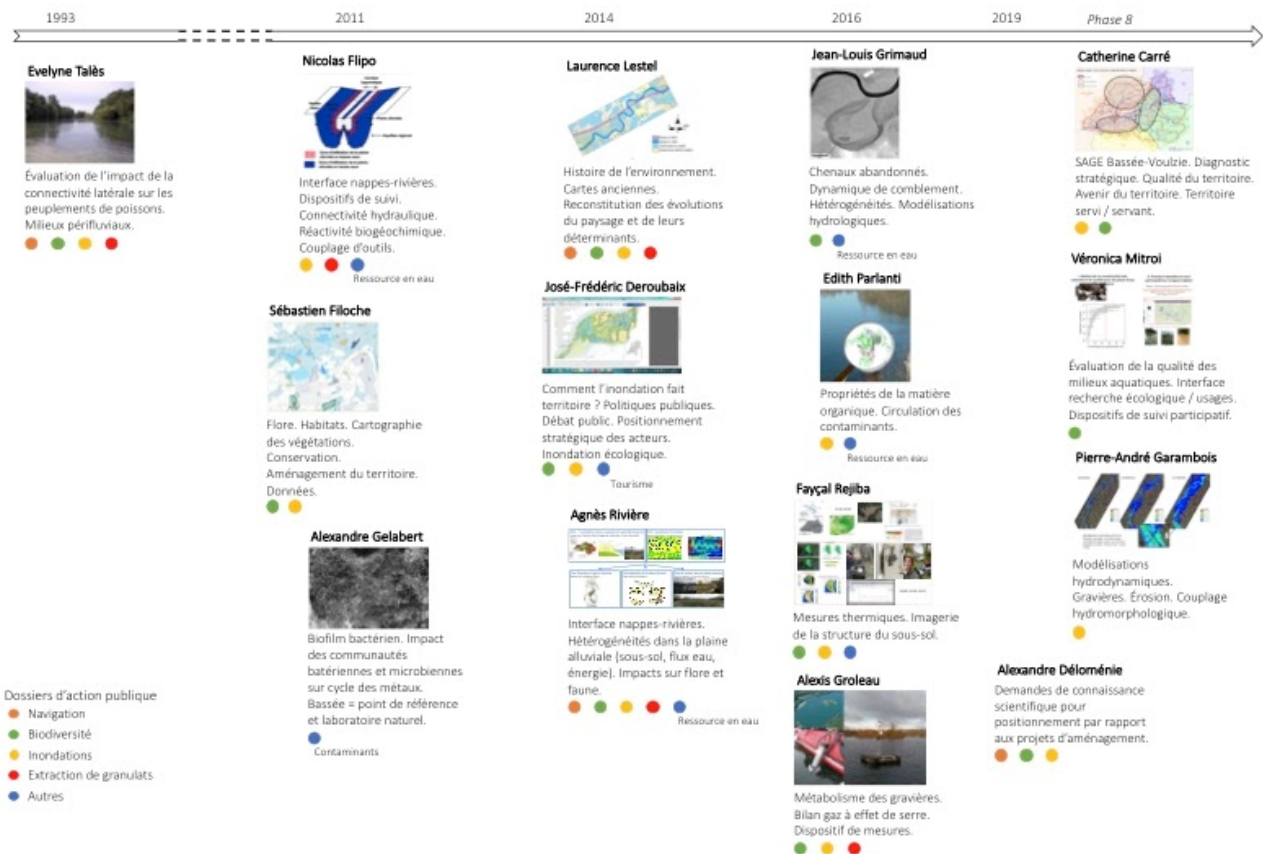 1993
2011
2014
2016
2019
Phase 8
Evelyne Talès
Évaluation de l'impact de la
connectivité latérale sur les
peuplements de poissons.
Milieux périfluviaux.
Nicolas Flipo
Interface nappes-rivières.
Dispositifs de suivi.
Connectivité hydraulique.
Réactivité biogéochimique.
Couplage d'outils.
Ressource en eau
Sébastien Filoche
Flore. Habitats. Cartographie
des végétations.
Conservation.
Aménagement du territoire.
Données.
Alexandre Gelabert
Biofilm bactérien. Impact
des communautés
batériennes et microbiennes
sur cycle des métaux.
Bassée = point de référence
et laboratoire naturel.
Contaminants
Laurence Lestel
Histoire de l'environnement.
Cartes anciennes.
Reconstitution des évolutions
du paysage et de leurs
déterminants.
José-Frédéric Deroubaix
Comment l'inondation fait
territoire ? Politiques publiques.
Débat public. Positionnement
stratégique des acteurs.
Inondation écologique.
Tourisme
Agnès Rivière
Interface nappes-rivières.
Hétérogénéités dans la plaine
alluviale (sous-sol, flux eau,
énergie). Impacts sur flore et
faune.
Ressource en eau
Jean-Louis Grimaud
Chenaux abandonnés.
Dynamique de comblement.
Hétérogénéités. Modélisations
hydrologiques.
Ressource en eau
Edith Parlanti
Propriétés de la matière
organique. Circulation des
contaminants.
Ressource en eau
Fayçal Rejiba
Mesures thermiques. Imagerie
de la structure du sous-sol.
Alexis Groleau
Métabolisme des gravières.
Bilan gaz à effet de serre.
Dispositif de mesures.
Catherine Carré
SAGE Bassée-Voulzie. Diagnostic
stratégique. Qualité du territoire.
Avenir du territoire. Territoire
servi / servant.
Véronica Mitroi
Évaluation de la qualité des
milieux aquatiques. Interface
recherche écologique / usages.
Dispositifs de suivi participatif.
Pierre-André Garambois
Modélisations
hydrodynamiques.
Gravières. Érosion. Couplage
hydromorphologique.
Alexandre Déloménie
Demandes de connaissance
scientifique pour
positionnement par rapport
aux projets d'aménagement.
Dossiers d'action publique
Navigation
Biodiversité
Inondations
Extraction de granulats
Autres